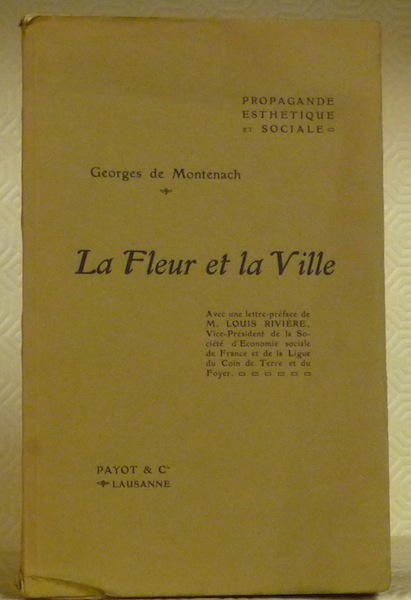 PROPAGANDE
ESTHETIQUE
ET SOCIALE
Georges de Montenach
La Fleur et la Ville
Avec une lettre-préface de
M. LOUIS RIVIÈRE,
Vice-Président de la So-
ciété d'Economie sociale
de France et de la Ligue
du Coin de Terre et du
Foyer.
PAYOT & Cie
LAUSANNE